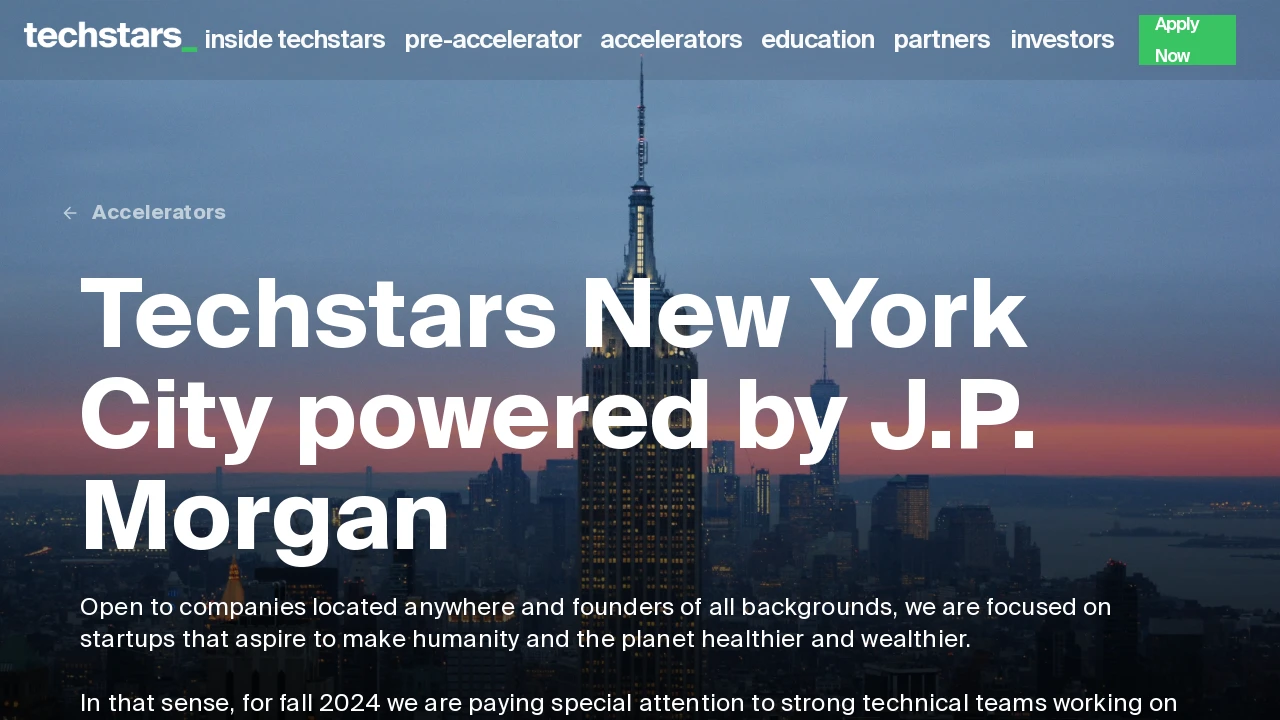 techstars_ inside techstars pre-accelerator accelerators education partners investors Apply Now
← Accelerators
Techstars New York
City powered by J.P.
Morgan
Open to companies located anywhere and founders of all backgrounds, we are focused on
startups that aspire to make humanity and the planet healthier and wealthier.
In that sense, for fall 2024 we are paying special attention to strong technical teams working on